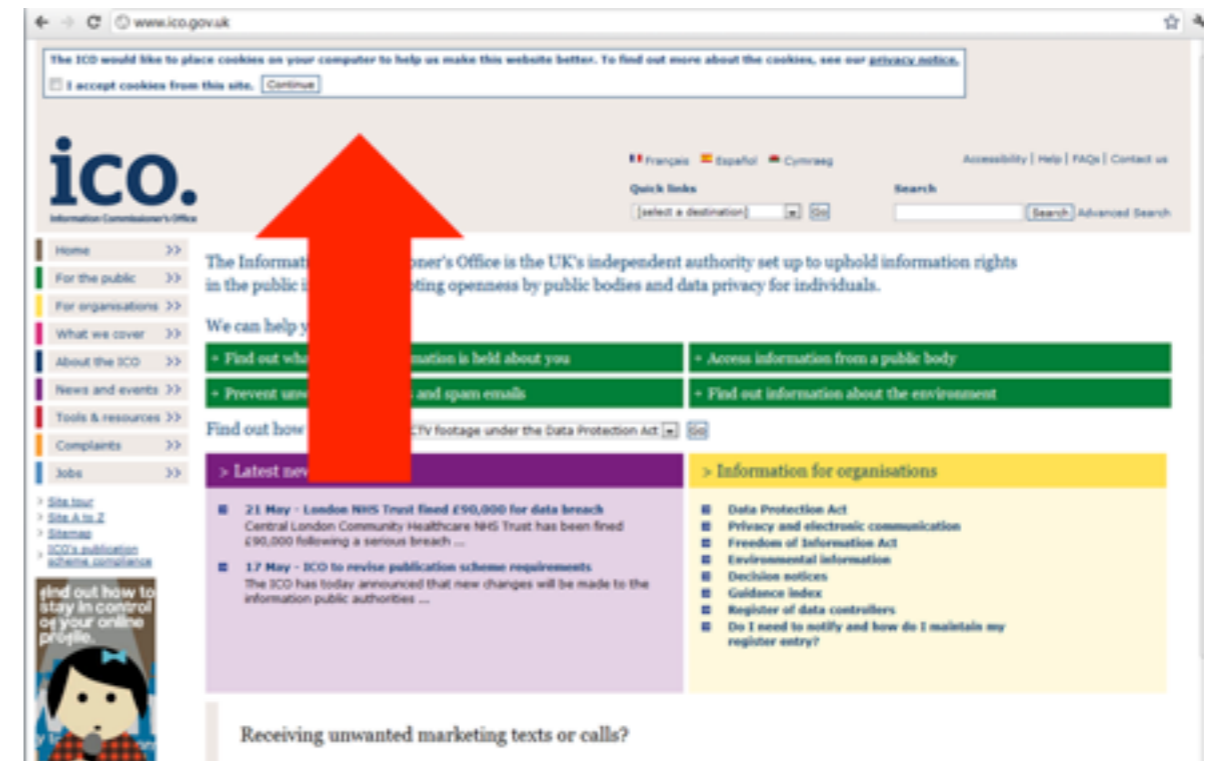 www.ico.gov.uk
The ICO would like to place cookies on your computer to help us make this website better. To find out more about the cookies, see our privacy notice.
I accept cookies from this site. Continue
ico.
Information Commissioner's Office
Français Español Cymraeg
Accessibility | Help | FAQs | Contact us
Quick links
Search
[select a destination] Go
Search Advanced Search
Home >>
For the public >>
For organisations >>
What we cover >>
About the ICO >>
News and events >>
Tools & resources >>
Complaints >>
Jobs >>
> Site tour
> Site A to Z
> Sitemap
> ICO's publication
scheme compliance
find out how to
stay in control
of your online
profile.
The Informati oner's Office is the UK's independent authority set up to uphold information rights
in the public i ting openness by public bodies and data privacy for individuals.
We can help y
+ Find out wha mation is held about you
+ Access information from a public body
+ Prevent unw s and spam emails
+ Find out information about the environment
Find out how CTV footage under the Data Protection Act Go
> Latest new
21 May - London NHS Trust fined £90,000 for data breach
Central London Community Healthcare NHS Trust has been fined
£90,000 following a serious breach ...
17 May - ICO to revise publication scheme requirements
The ICO has today announced that new changes will be made to the
information public authorities ...
> Information for organisations
Data Protection Act
Privacy and electronic communication
Freedom of Information Act
Environmental information
Decision notices
Guidance index
Register of data controllers
Do I need to notify and how do I maintain my
register entry?
Receiving unwanted marketing texts or calls?